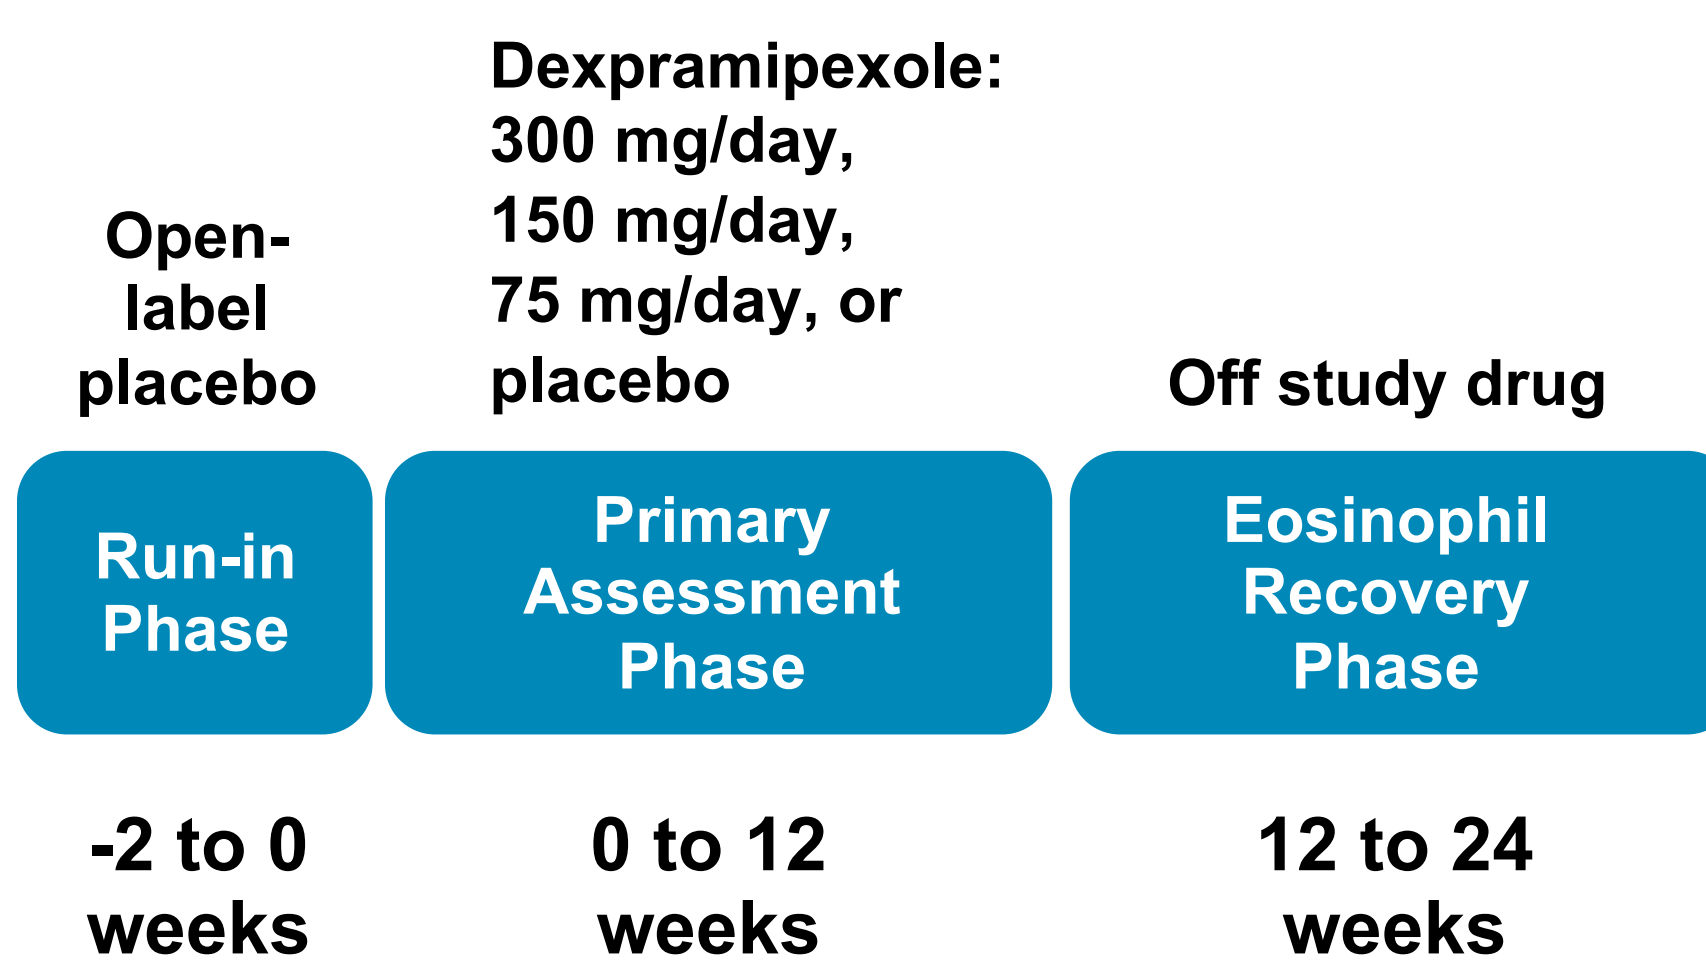 Open-
label
placebo
Dexpramipexole:
300 mg/day,
150 mg/day,
75 mg/day, or
placebo
Off study drug
Run-in
Phase
Primary
Assessment
Phase
Eosinophil
Recovery
Phase
-2 to 0
weeks
0 to 12
weeks
12 to 24
weeks